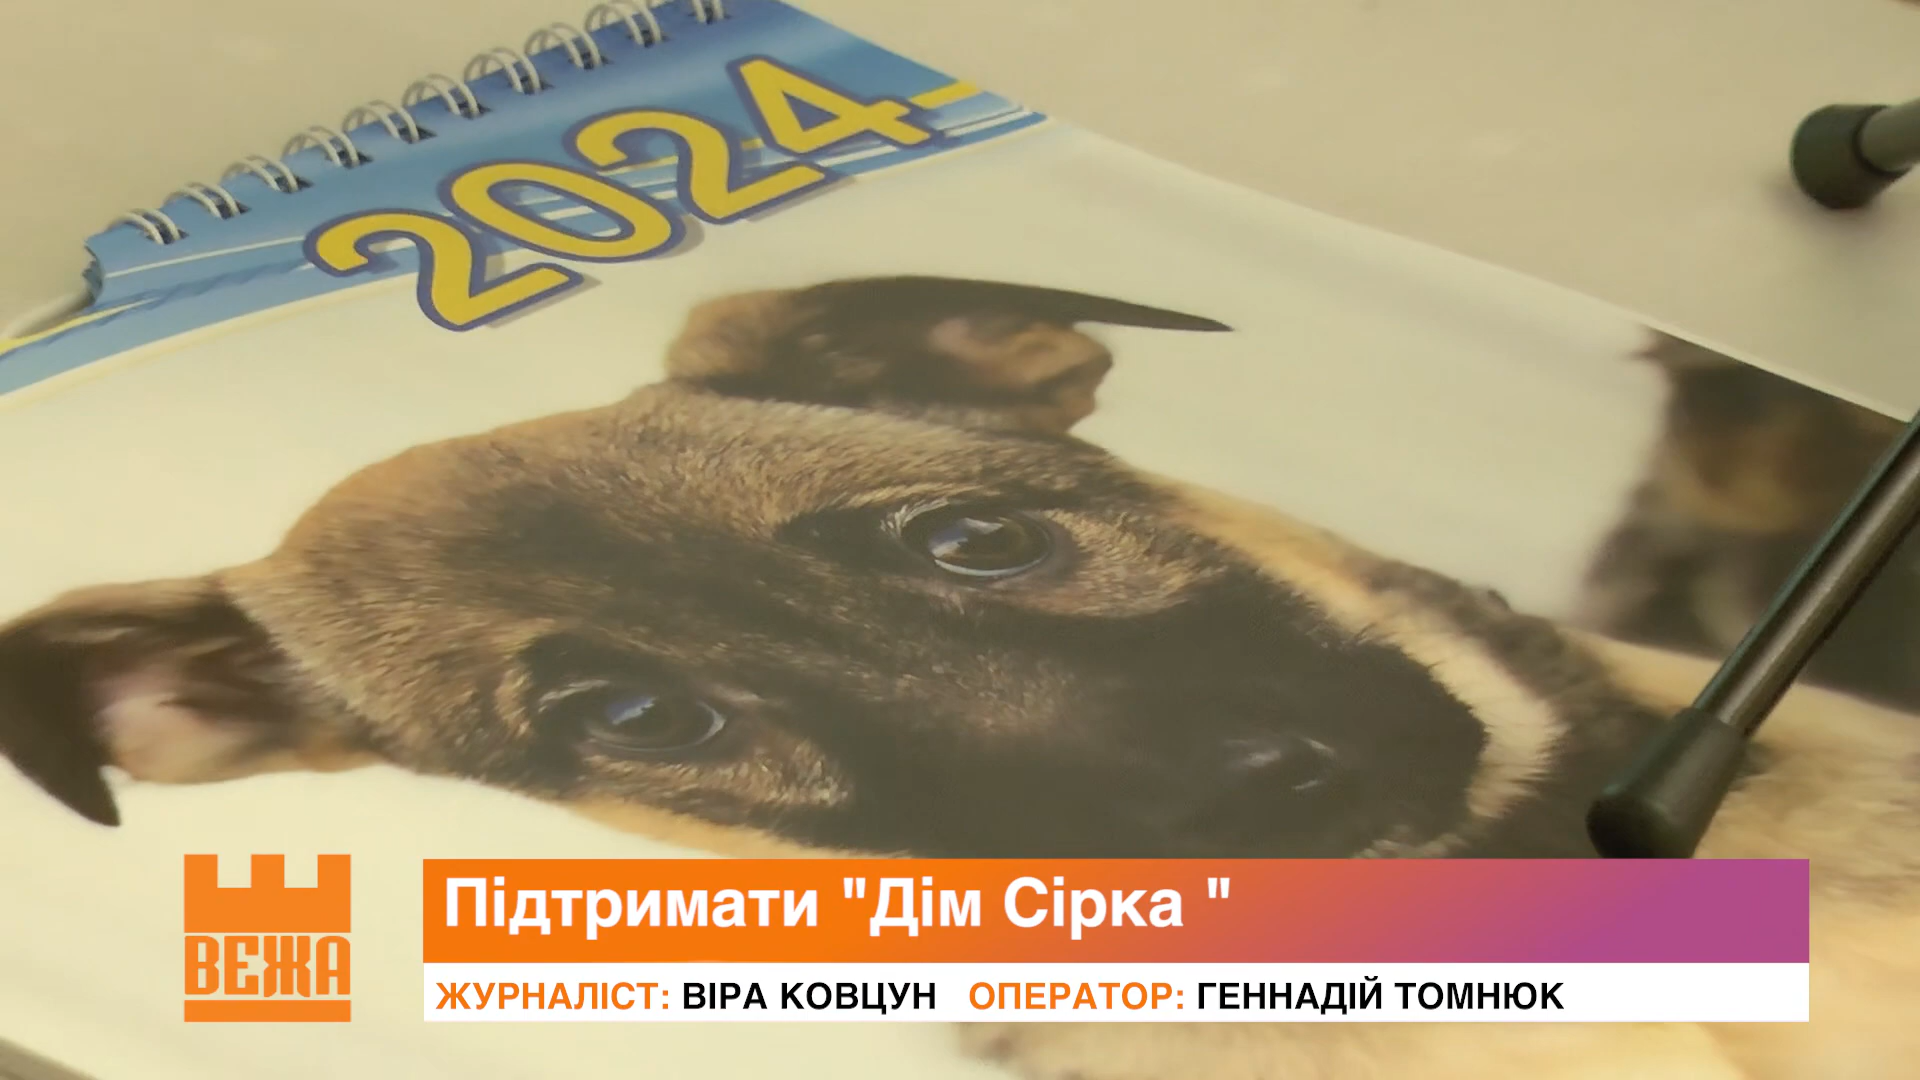 2024
Підтримати "Дім Сірка "
ВЕЖА
ЖУРНАЛІСТ: ВІРА КОВЦУН ОПЕРАТОР: ГЕННАДІЙ ТОМНЮК